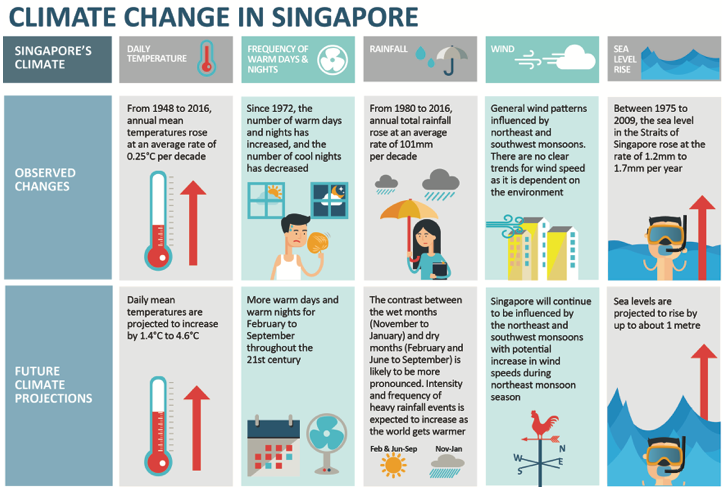 CLIMATE CHANGE IN SINGAPORE
SINGAPORE'S
CLIMATE
DAILY
TEMPERATURE
FREQUENCY OF
WARM DAYS &
NIGHTS
RAINFALL
WIND
SEA
LEVEL
RISE
OBSERVED
CHANGES
From 1948 to 2016,
annual mean
temperatures rose
at an average rate of
0.25°C per decade
Since 1972, the
number of warm days
and nights has
increased, and the
number of cool nights
has decreased
From 1980 to 2016,
annual total rainfall
rose at an average
rate of 101mm
per decade
General wind patterns
influenced by
northeast and
southwest monsoons.
There are no clear
trends for wind speed
as it is dependent on
the environment
Between 1975 to
2009, the sea level
in the Straits of
Singapore rose at the
rate of 1.2mm to
1.7mm per year
FUTURE
CLIMATE
PROJECTIONS
Daily mean
temperatures are
projected to increase
by 1.4°C to 4.6°C
More warm days and
warm nights for
February to
September
throughout the
21st century
The contrast between
the wet months
(November to
January) and dry
months (February and
June to September) is
likely to be more
pronounced. Intensity
and frequency of
heavy rainfall events is
expected to increase as
the world gets warmer
Feb & Jun-Sep
Nov-Jan
Singapore will continue
to be influenced by
the northeast and
southwest monsoons
with potential
increase in wind
speeds during
northeast monsoon
season
N
W
E
S
Sea levels are
projected to rise by
up to about 1 metre